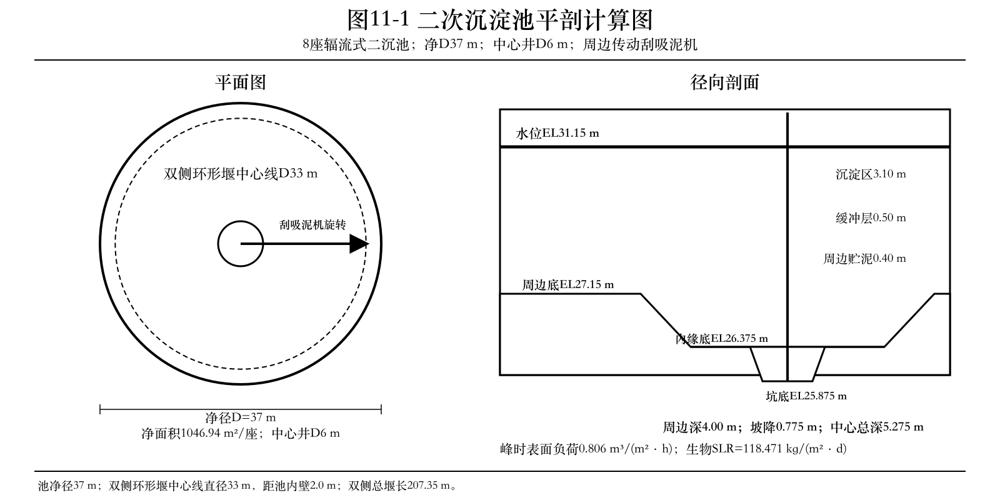 图11-1 二次沉淀池平剖计算图
8座辐流式二沉池；净D37 m；中心井D6 m；周边传动刮吸泥机
平面图
双侧环形堰中心线D33 m
刮吸泥机旋转
净径D=37 m
净面积1046.94 m²/座；中心井D6 m
径向剖面
水位EL31.15 m
沉淀区3.10 m
缓冲层0.50 m
周边贮泥0.40 m
周边底EL27.15 m
内缘底EL26.375 m
坑底EL25.875 m
周边深4.00 m；坡降0.775 m；中心总深5.275 m
峰时表面负荷0.806 m³/(m² · h)；生物SLR=118.471 kg/(m² · d)
池净径37 m；双侧环形堰中心线直径33 m，距池内壁2.0 m；双侧总堰长207.35 m。